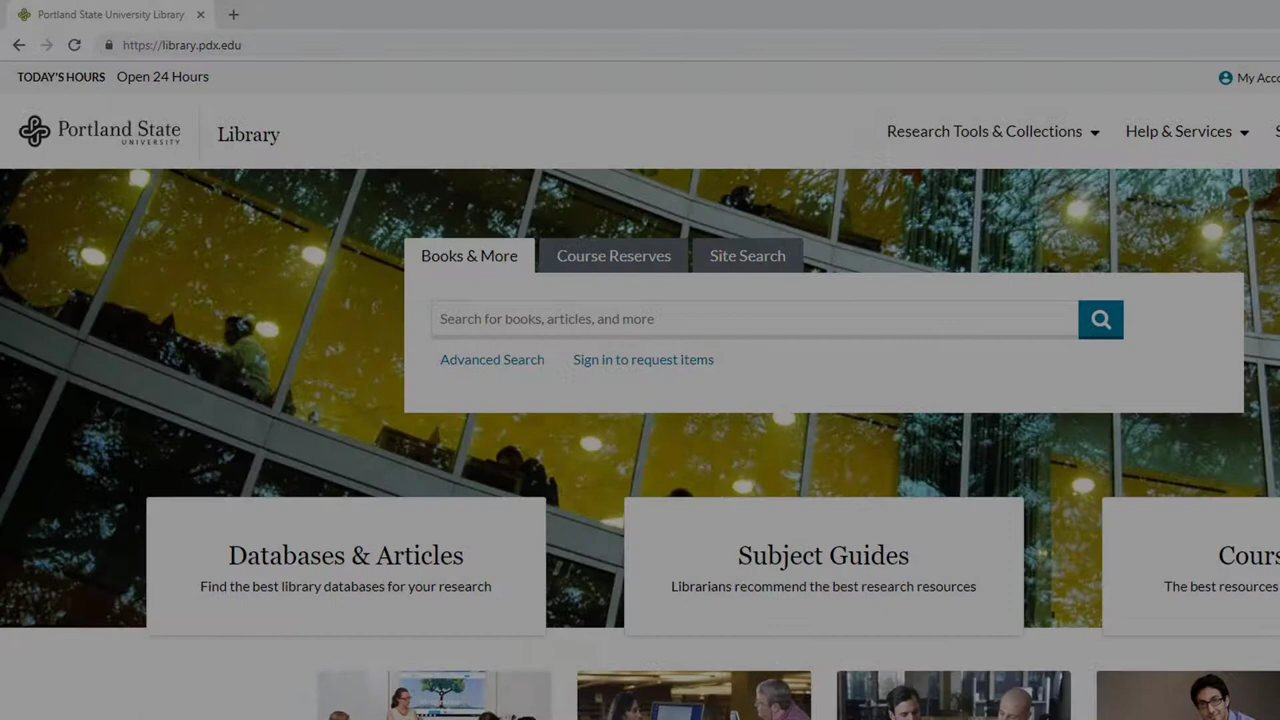 Portland State University Library
https://library.pdx.edu
TODAY'S HOURS Open 24 Hours
My Acco
Portland State
UNIVERSITY
Library
Research Tools & Collections
Help & Services
Books & More
Course Reserves
Site Search
Search for books, articles, and more
Advanced Search
Sign in to request items
Databases & Articles
Find the best library databases for your research
Subject Guides
Librarians recommend the best research resources
Cours
The best resources